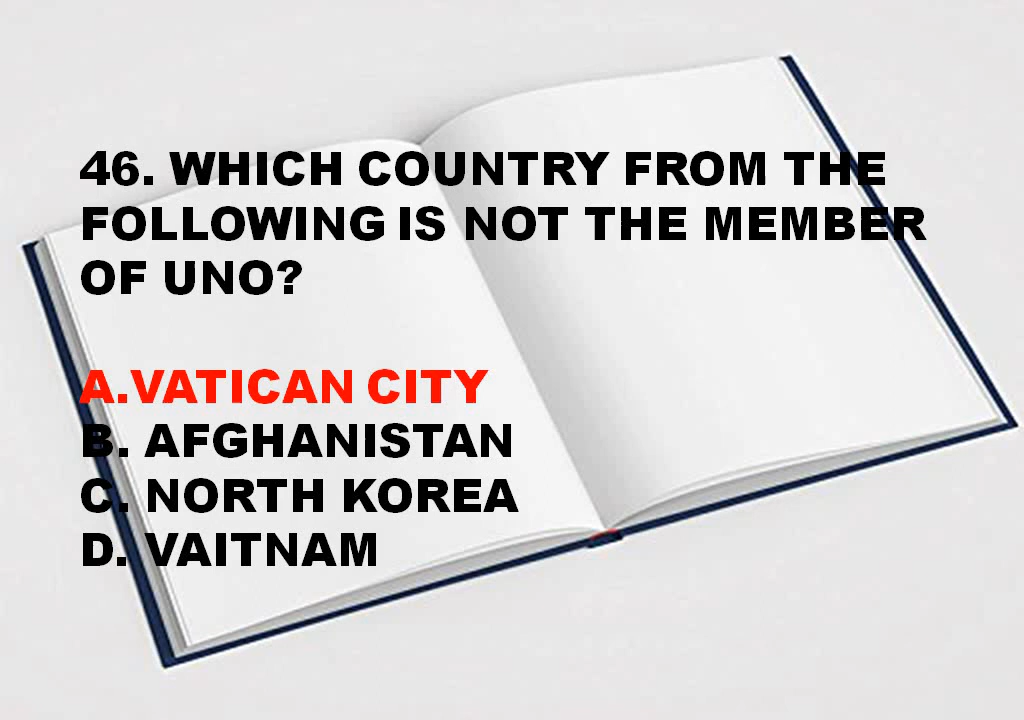 46. WHICH COUNTRY FROM THE
FOLLOWING IS NOT THE MEMBER
OF UNO?
A.VATICAN CITY
B. AFGHANISTAN
C. NORTH KOREA
D. VAITNAM